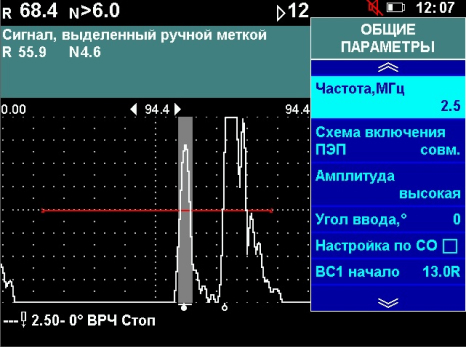 R 68.4 N>6.0 12 12:07
Сигнал, выделенный ручной меткой
R 55.9 N4.6
0.00 94.4 94.4
---- 2.50- 0° ВРЧ Стоп
ОБЩИЕ
ПАРАМЕТРЫ
Частота,МГц
2.5
Схема включения
ПЭП совм.
Амплитуда
высокая
Угол ввода,° 0
Настройка по СО
ВС1 начало 13.0R